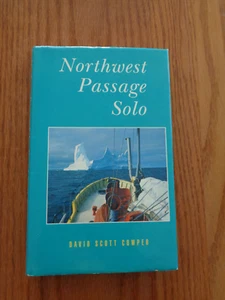 Northwest
Passage
Solo
DAVID SCOTT COWPER